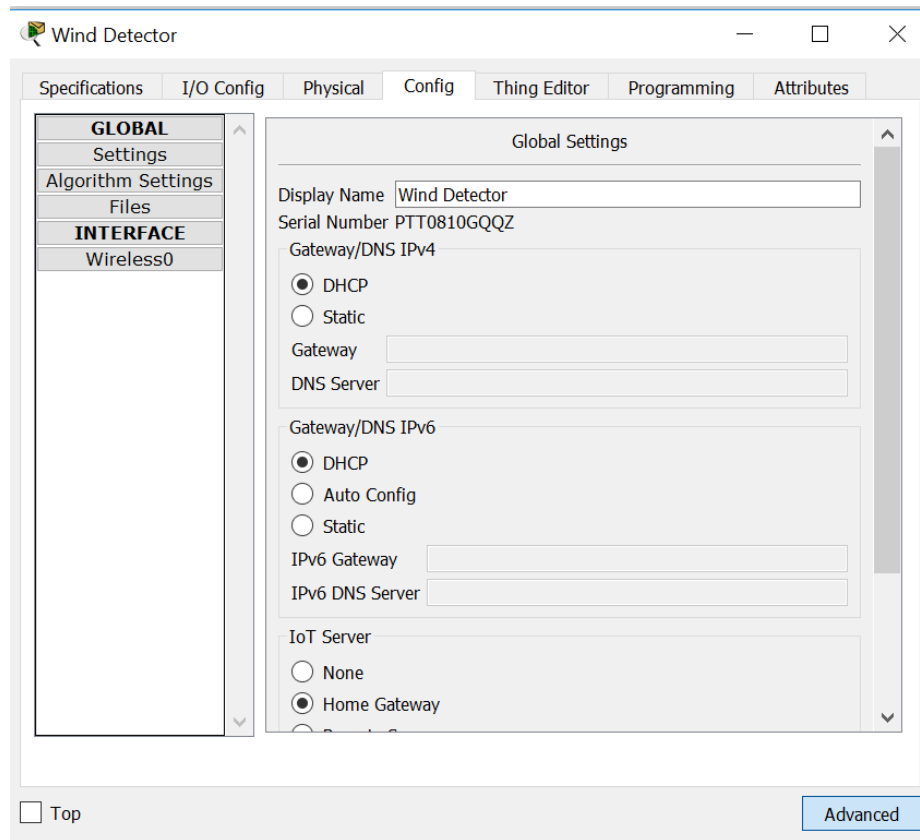 Wind Detector
Specifications I/O Config Physical Config Thing Editor Programming Attributes
GLOBAL
Settings
Algorithm Settings
Files
INTERFACE
Wireless0
Global Settings
Display Name Wind Detector
Serial Number PTT0810GQQZ
Gateway/DNS IPv4
DHCP
Static
Gateway
DNS Server
Gateway/DNS IPv6
DHCP
Auto Config
Static
IPv6 Gateway
IPv6 DNS Server
IoT Server
None
Home Gateway
Top
Advanced